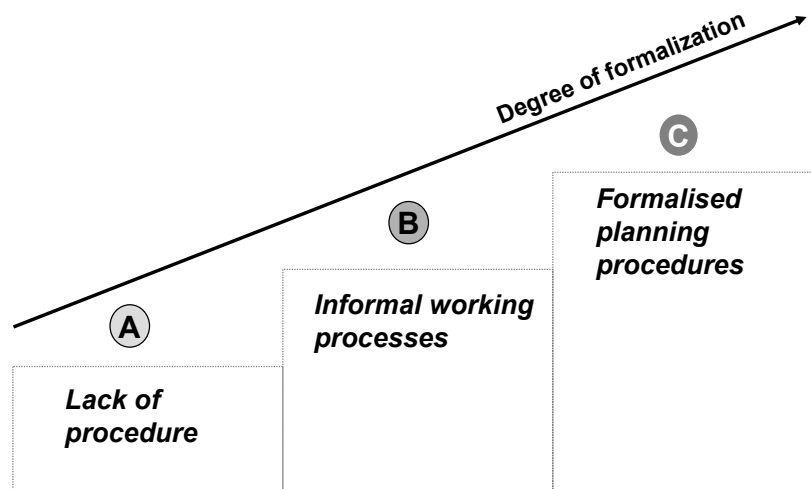 Degree of formalization
C
Formalised
planning
procedures
B
Informal working
processes
A
Lack of
procedure